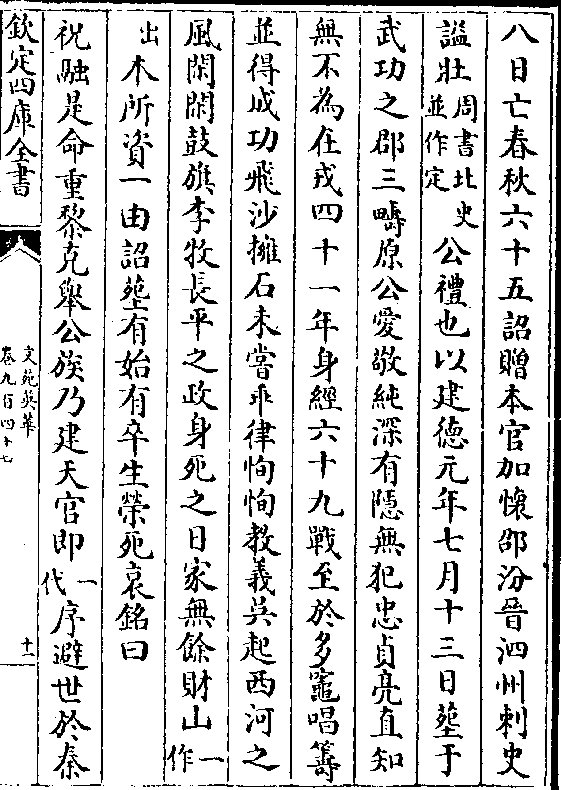 八日亡春秋六十五詔贈本官加懷邵汾晉泗州刺史
謚壯周書北史並作定公禮也以建德元年七月十三日塟于
武功之郡三疇原公愛敬純深有隱無犯忠貞亮直知
無不為在戎四十一年身經六十九戰至於多竈唱籌
並得成功飛沙擁石未嘗乖律恂恂教義吳起西河之
風閑閑鼓旗李牧長平之政身死之日家無餘財山一作
出木所資一由詔塟有始有卒生榮死哀銘曰
祝融是命重黎克舉公族乃建天官即一代序避世於秦
欽定四庫全書
文苑英華
卷九百四十七
十一